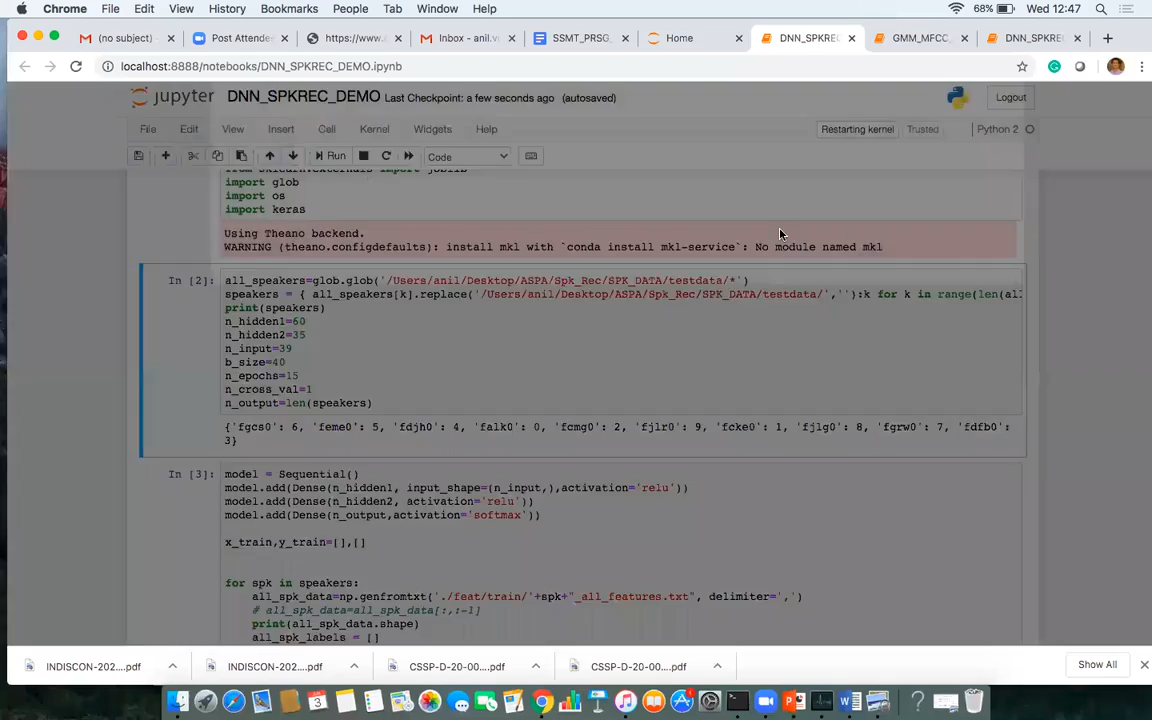 Chrome File Edit View History Bookmarks People Tab Window Help 68% Wed 12:47
(no subject) - Post Attende https://www. Inbox - anil.v SSMT_PRSG_ Home DNN_SPKREC GMM_MFCC_ DNN_SPKRE
localhost:8888/notebooks/DNN_SPKREC_DEMO.ipynb
jupyter DNN_SPKREC_DEMO Last Checkpoint: a few seconds ago (autosaved) Logout
File Edit View Insert Cell Kernel Widgets Help Restarting kernel Trusted Python 2
Run Code
from sklearn.externals import joblib
import glob
import os
import keras
Using Theano backend.
WARNING (theano.configdefaults): install mkl with `conda install mkl-service`: No module named mkl
In [2]: all_speakers=glob.glob('/Users/anil/Desktop/ASPA/Spk_Rec/SPK_DATA/testdata/*')
speakers = { all_speakers[k].replace('/Users/anil/Desktop/ASPA/Spk_Rec/SPK_DATA/testdata/',''):k for k in range(len(all
print(speakers)
n_hidden1=60
n_hidden2=35
n_input=39
b_size=40
n_epochs=15
n_cross_val=1
n_output=len(speakers)
{'fgcs0': 6, 'feme0': 5, 'fdjh0': 4, 'falk0': 0, 'fcmg0': 2, 'fjlr0': 9, 'fcke0': 1, 'fjlg0': 8, 'fgrw0': 7, 'fdfb0':
3}
In [3]: model = Sequential()
model.add(Dense(n_hidden1, input_shape=(n_input,),activation='relu'))
model.add(Dense(n_hidden2, activation='relu'))
model.add(Dense(n_output,activation='softmax'))
x_train,y_train=[],[]
for spk in speakers:
all_spk_data=np.genfromtxt('./feat/train/'+spk+"_all_features.txt", delimiter=',')
# all_spk_data=all_spk_data[:,:-1]
print(all_spk_data.shape)
all_spk_labels = []
INDISCON-202....pdf INDISCON-202....pdf CSSP-D-20-00....pdf CSSP-D-20-00....pdf Show All